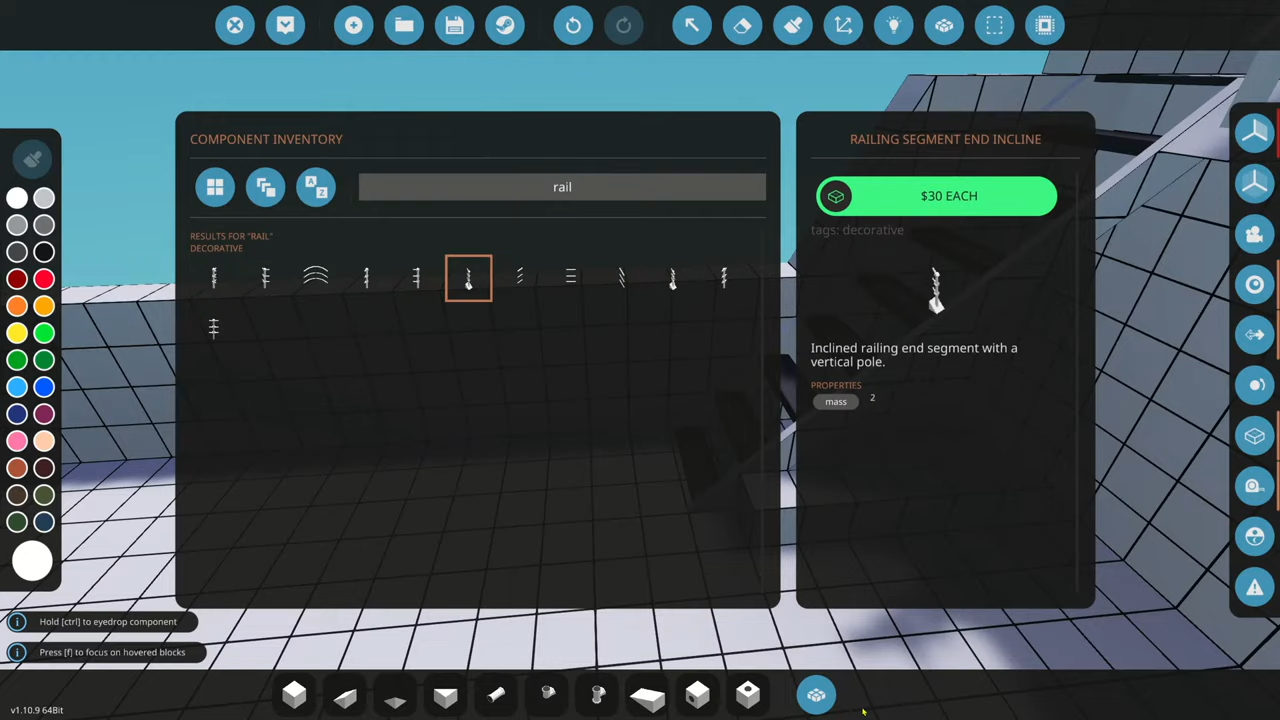 COMPONENT INVENTORY
A Z
rail
RESULTS FOR "RAIL"
DECORATIVE
RAILING SEGMENT END INCLINE
$30 EACH
tags: decorative
Inclined railing end segment with a
vertical pole.
PROPERTIES
mass 2
Hold [ctrl] to eyedrop component
Press [f] to focus on hovered blocks
v1.10.9 64Bit